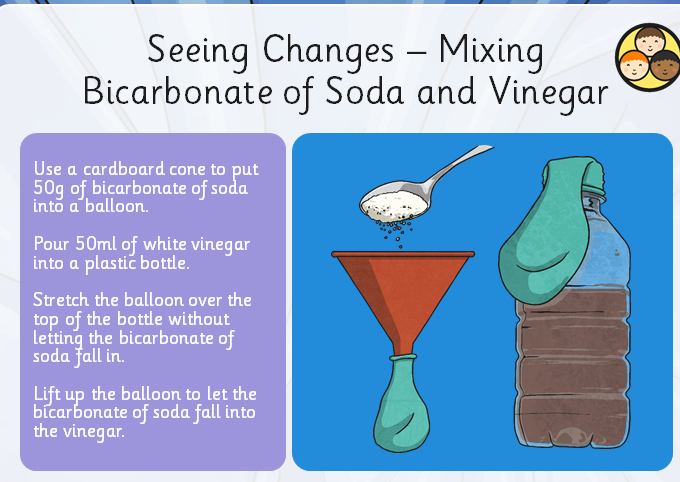 Seeing Changes – Mixing
Bicarbonate of Soda and Vinegar
Use a cardboard cone to put
50g of bicarbonate of soda
into a balloon.
Pour 50ml of white vinegar
into a plastic bottle.
Stretch the balloon over the
top of the bottle without
letting the bicarbonate of
soda fall in.
Lift up the balloon to let the
bicarbonate of soda fall into
the vinegar.